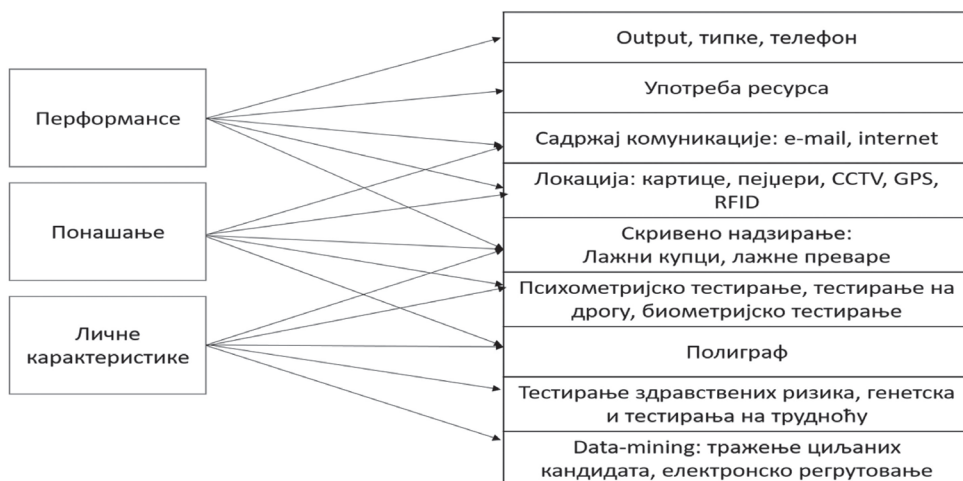 Перформансе
Понашање
Личне
карактеристике
Output, типке, телефон
Употреба ресурса
Садржај комуникације: e-mail, internet
Локација: картице, пејџери, CCTV, GPS,
RFID
Скривено надзирање:
Лажни купци, лажне преваре
Психометријско тестирање, тестирање на
дрогу, биометријско тестирање
Полиграф
Тестирање здравствених ризика, генетска
и тестирања на трудноћу
Data-mining: тражење циљаних
кандидата, електронско регрутовање